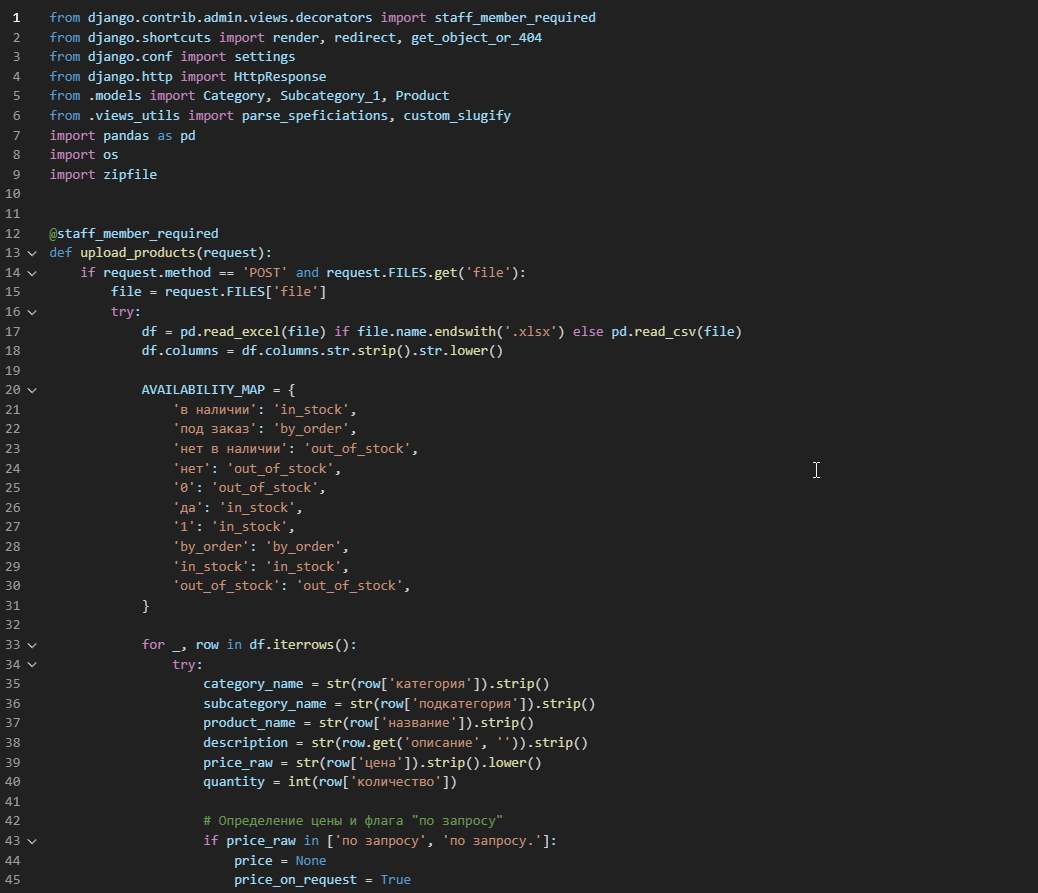 1 from django.contrib.admin.views.decorators import staff_member_required
2 from django.shortcuts import render, redirect, get_object_or_404
3 from django.conf import settings
4 from django.http import HttpResponse
5 from .models import Category, Subcategory_1, Product
6 from .views_utils import parse_speficiations, custom_slugify
7 import pandas as pd
8 import os
9 import zipfile
10
11
12 @staff_member_required
13 def upload_products(request):
14     if request.method == 'POST' and request.FILES.get('file'):
15         file = request.FILES['file']
16         try:
17             df = pd.read_excel(file) if file.name.endswith('.xlsx') else pd.read_csv(file)
18             df.columns = df.columns.str.strip().str.lower()
19
20             AVAILABILITY_MAP = {
21                 'в наличии': 'in_stock',
22                 'под заказ': 'by_order',
23                 'нет в наличии': 'out_of_stock',
24                 'нет': 'out_of_stock',
25                 '0': 'out_of_stock',
26                 'да': 'in_stock',
27                 '1': 'in_stock',
28                 'by_order': 'by_order',
29                 'in_stock': 'in_stock',
30                 'out_of_stock': 'out_of_stock',
31             }
32
33             for _, row in df.iterrows():
34                 try:
35                     category_name = str(row['категория']).strip()
36                     subcategory_name = str(row['подкатегория']).strip()
37                     product_name = str(row['название']).strip()
38                     description = str(row.get('описание', '')).strip()
39                     price_raw = str(row['цена']).strip().lower()
40                     quantity = int(row['количество'])
41
42                     # Определение цены и флага "по запросу"
43                     if price_raw in ['по запросу', 'по запросу.']:
44                         price = None
45                         price_on_request = True